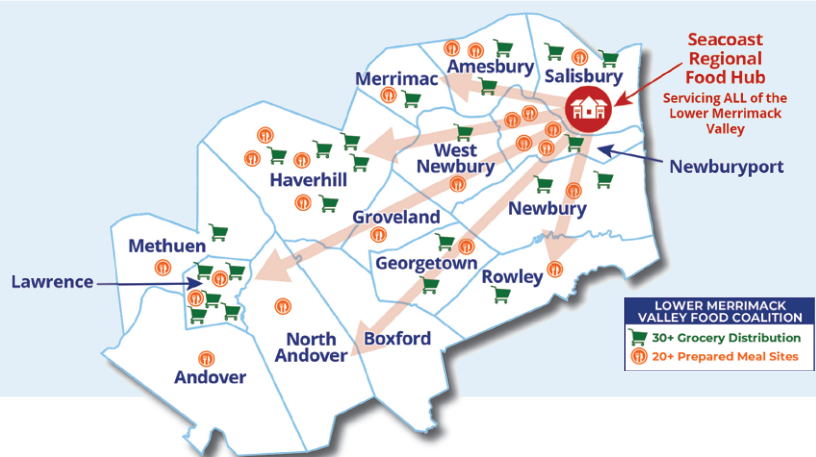 Seacoast
Regional
Food Hub
Servicing ALL of the
Lower Merrimack
Valley
Amesbury
Salisbury
Merrimac
Newburyport
West
Newbury
Haverhill
Newbury
Groveland
Methuen
Georgetown
Rowley
Lawrence
North
Andover
Boxford
Andover
LOWER MERRIMACK
VALLEY FOOD COALITION
30+ Grocery Distribution
20+ Prepared Meal Sites